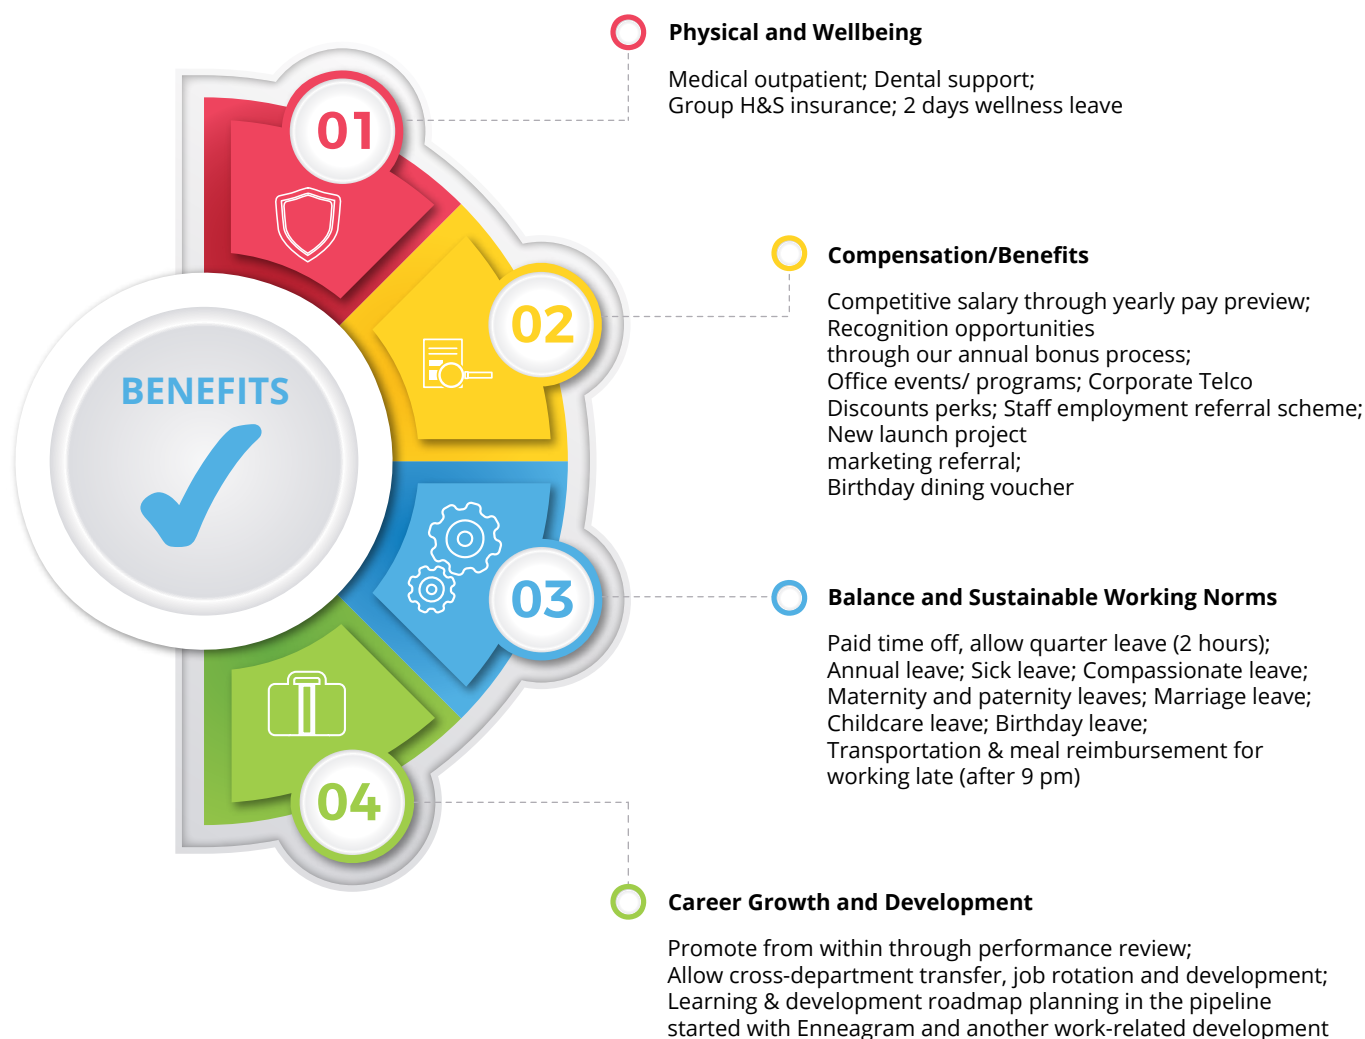 BENEFITS
01
Physical and Wellbeing
Medical outpatient; Dental support;
Group H&S insurance; 2 days wellness leave
02
Compensation/Benefits
Competitive salary through yearly pay preview;
Recognition opportunities
through our annual bonus process;
Office events/ programs; Corporate Telco
Discounts perks; Staff employment referral scheme;
New launch project
marketing referral;
Birthday dining voucher
03
Balance and Sustainable Working Norms
Paid time off, allow quarter leave (2 hours);
Annual leave; Sick leave; Compassionate leave;
Maternity and paternity leaves; Marriage leave;
Childcare leave; Birthday leave;
Transportation & meal reimbursement for
working late (after 9 pm)
04
Career Growth and Development
Promote from within through performance review;
Allow cross-department transfer, job rotation and development;
Learning & development roadmap planning in the pipeline
started with Enneagram and another work-related development